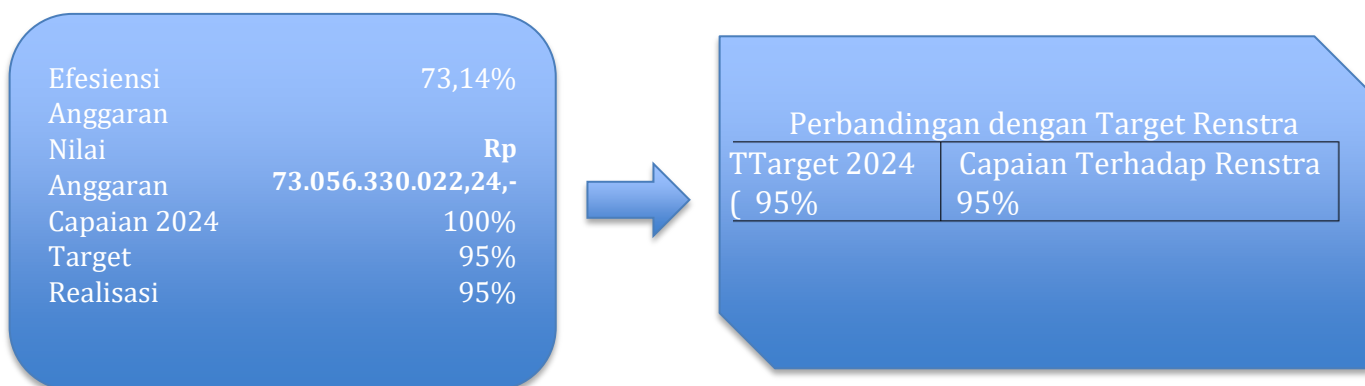 Efesiensi 73,14%
Anggaran
Nilai Rp
Anggaran 73.056.330.022,24,-
Capaian 2024 100%
Target 95%
Realisasi 95%
Perbandingan dengan Target Renstra
TTarget 2024 Capaian Terhadap Renstra
( 95% 95%